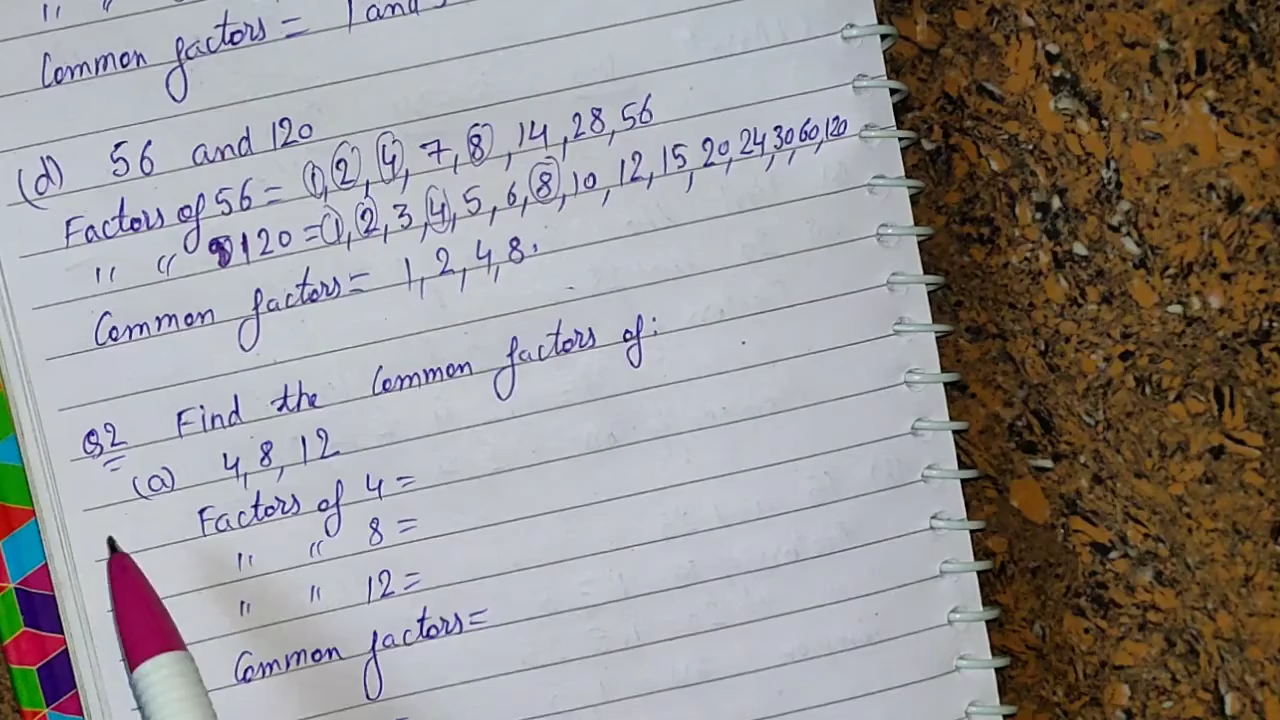 Common factors = 1 and
(d) 56 and 120
Factors of 56 = 1, 2, 4, 7, 8, 14, 28, 56
" " 120 = 1, 2, 3, 4, 5, 6, 8, 10, 12, 15, 20, 24, 30, 60, 120
Common factors = 1, 2, 4, 8.
Q2 Find the Common factors of:
(a) 4, 8, 12
Factors of 4 =
" " 8 =
" " 12 =
Common factors =